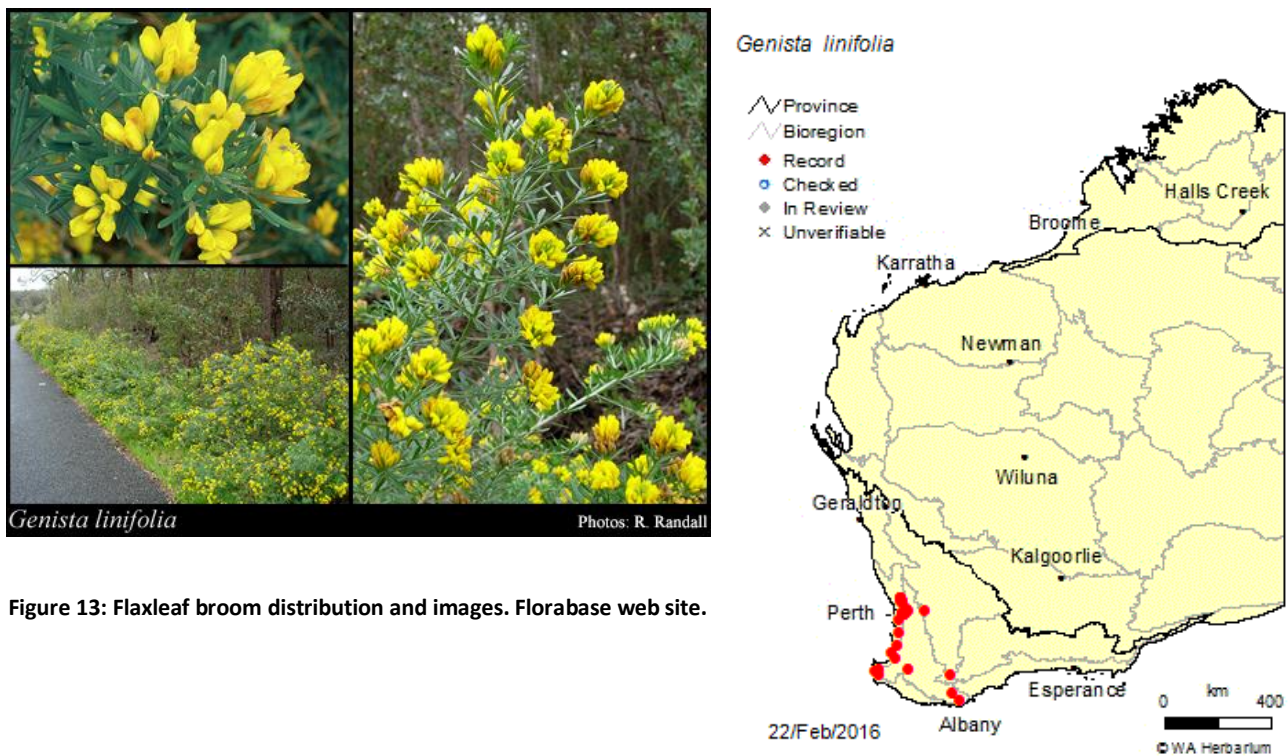 Genista linifolia
Photos: R. Randall
Figure 13: Flaxleaf broom distribution and images. Florabase web site.
Genista linifolia
Province
Bioregion
Record
Checked
In Review
Unverifiable
Halls Creek
Broome
Karratha
Newman
Wiluna
Geraldton
Kalgoorlie
Perth
Esperance
Albany
0 km 400
22/Feb/2016
© WA Herbarium